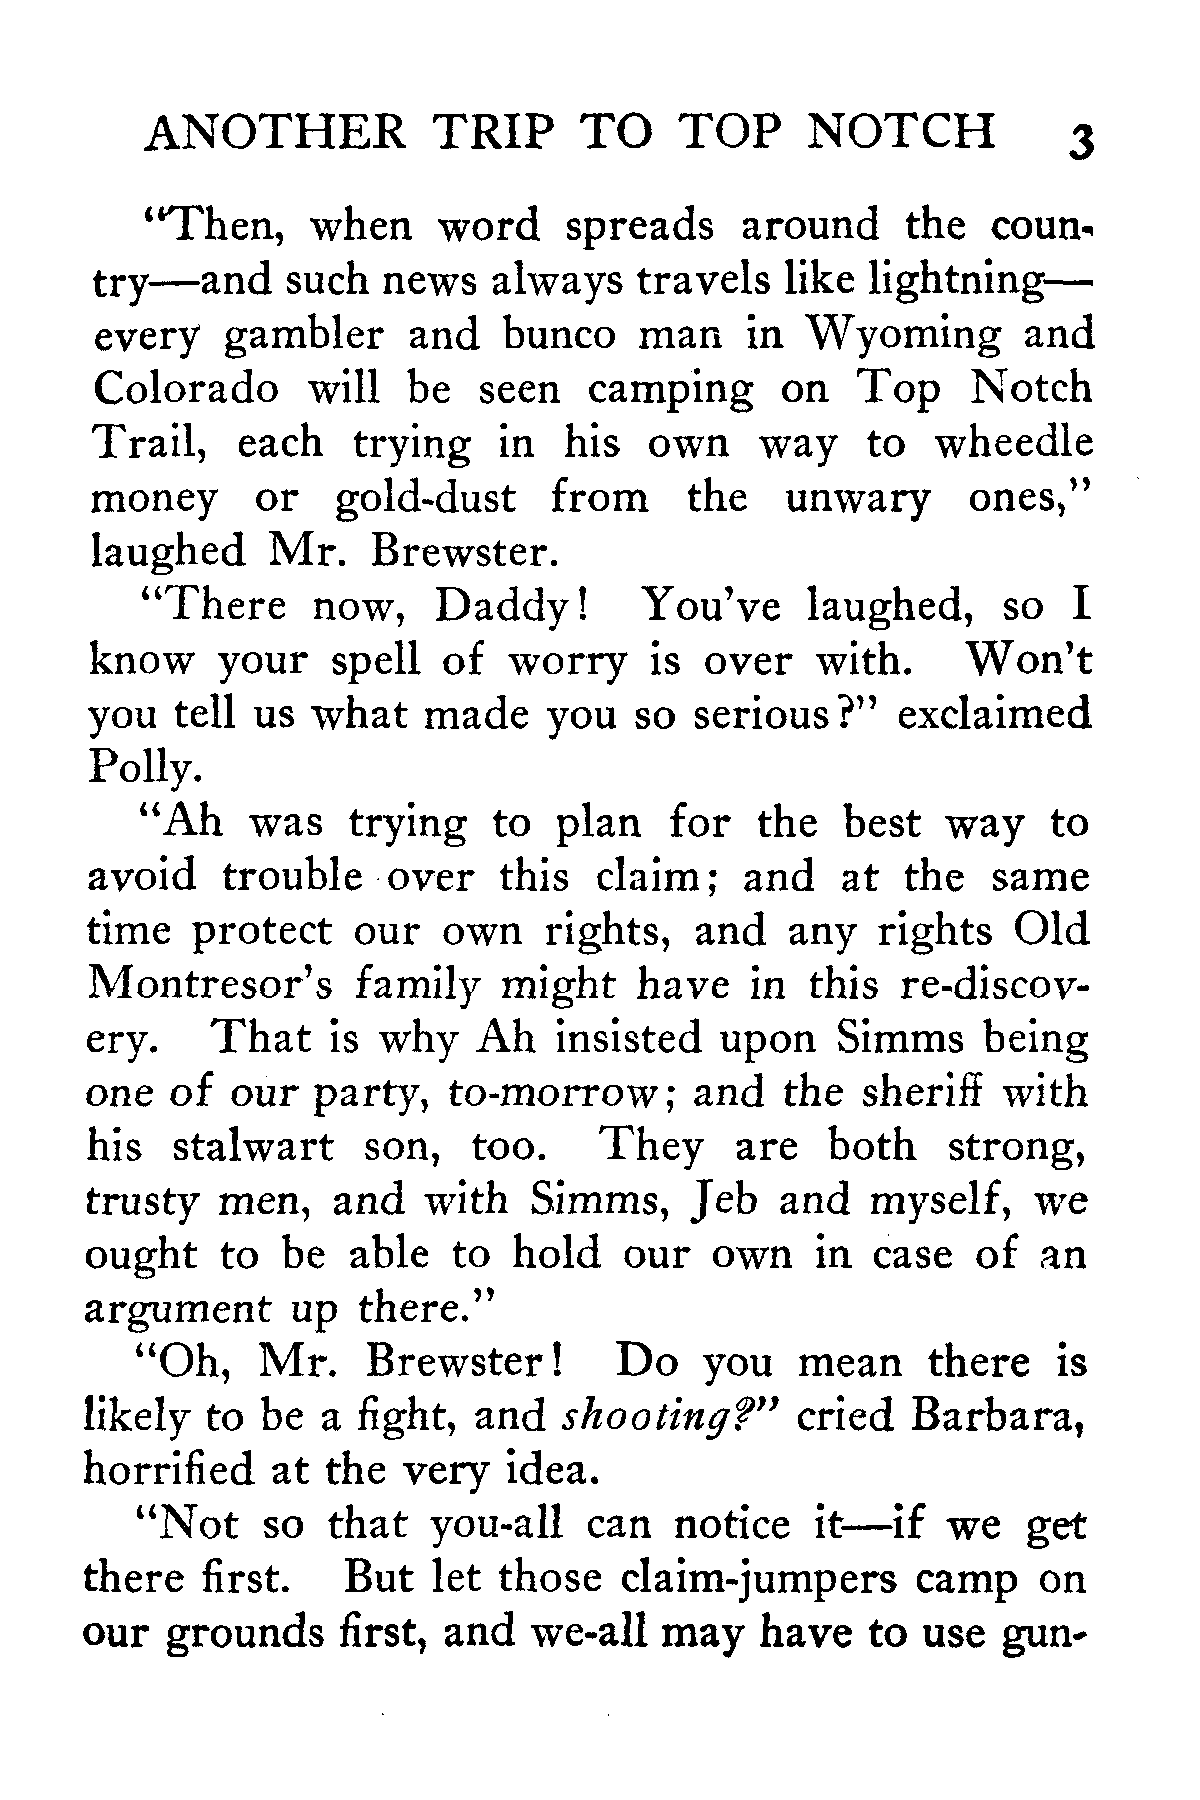 ANOTHER TRIP TO TOP NOTCH 3
“Then, when word spreads around the coun-
try—and such news always travels like lightning—
every gambler and bunco man in Wyoming and
Colorado will be seen camping on Top Notch
Trail, each trying in his own way to wheedle
money or gold-dust from the unwary ones,”
laughed Mr. Brewster.
“There now, Daddy! You’ve laughed, so I
know your spell of worry is over with. Won’t
you tell us what made you so serious?” exclaimed
Polly.
“Ah was trying to plan for the best way to
avoid trouble over this claim; and at the same
time protect our own rights, and any rights Old
Montresor’s family might have in this re-discov-
ery. That is why Ah insisted upon Simms being
one of our party, to-morrow; and the sheriff with
his stalwart son, too. They are both strong,
trusty men, and with Simms, Jeb and myself, we
ought to be able to hold our own in case of an
argument up there.”
“Oh, Mr. Brewster! Do you mean there is
likely to be a fight, and shooting?” cried Barbara,
horrified at the very idea.
“Not so that you-all can notice it—if we get
there first. But let those claim-jumpers camp on
our grounds first, and we-all may have to use gun-